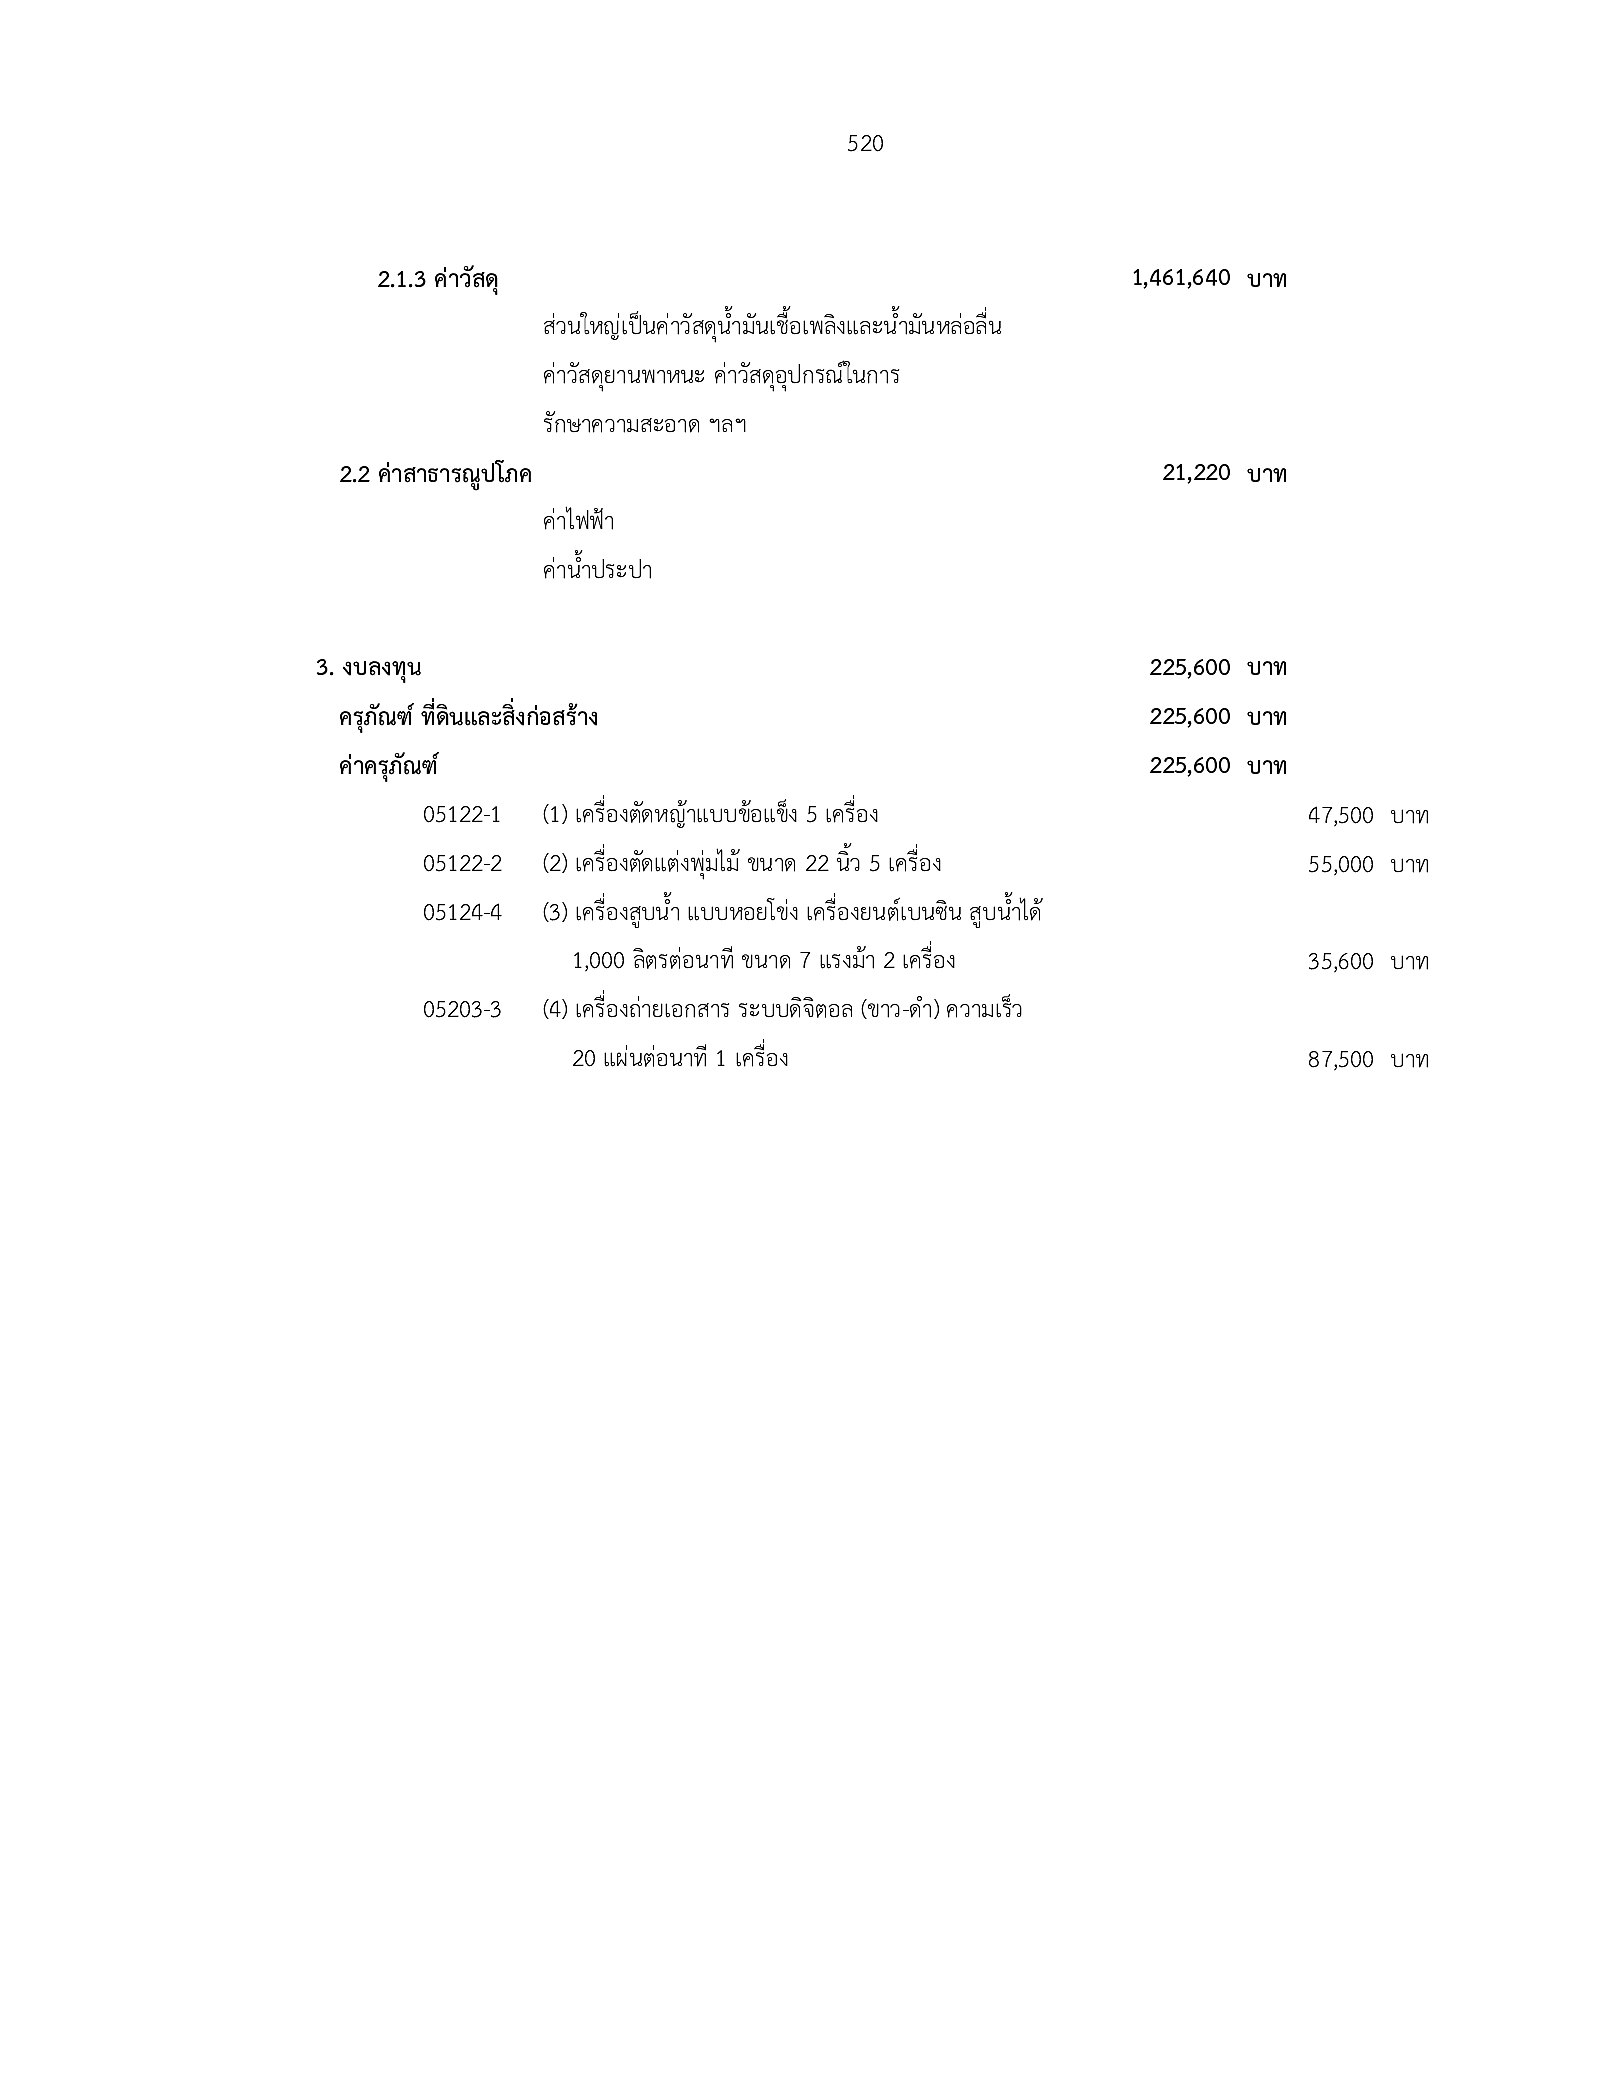 520
2.1.3 ค่าวัสดุ 1,461,640 บาท
ส่วนใหญ่เป็นค่าวัสดุน้ำมันเชื้อเพลิงและน้ำมันหล่อลื่น
ค่าวัสดุยานพาหนะ ค่าวัสดุอุปกรณ์ในการ
รักษาความสะอาด ฯลฯ
2.2 ค่าสาธารณูปโภค 21,220 บาท
ค่าไฟฟ้า
ค่าน้ำประปา
3. งบลงทุน 225,600 บาท
ครุภัณฑ์ ที่ดินและสิ่งก่อสร้าง 225,600 บาท
ค่าครุภัณฑ์ 225,600 บาท
05122-1 (1) เครื่องตัดหญ้าแบบข้อแข็ง 5 เครื่อง 47,500 บาท
05122-2 (2) เครื่องตัดแต่งพุ่มไม้ ขนาด 22 นิ้ว 5 เครื่อง 55,000 บาท
05124-4 (3) เครื่องสูบน้ำ แบบหอยโข่ง เครื่องยนต์เบนซิน สูบน้ำได้
1,000 ลิตรต่อนาที ขนาด 7 แรงม้า 2 เครื่อง 35,600 บาท
05203-3 (4) เครื่องถ่ายเอกสาร ระบบดิจิตอล (ขาว-ดำ) ความเร็ว
20 แผ่นต่อนาที 1 เครื่อง 87,500 บาท